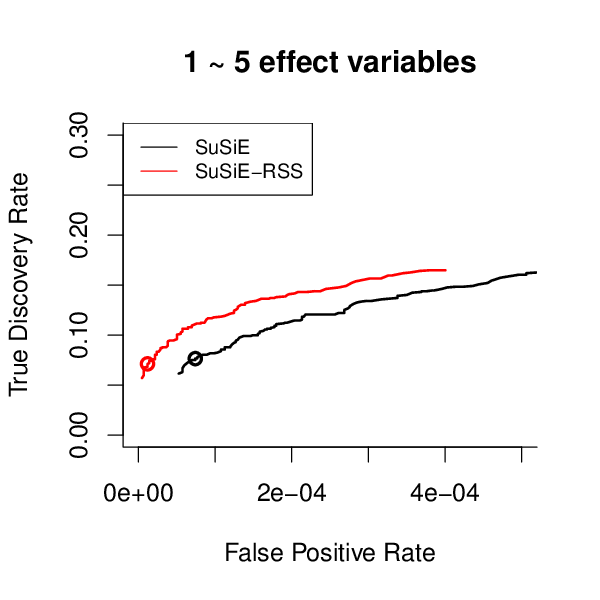 1 ~ 5 effect variables
SuSiE
SuSiE−RSS
True Discovery Rate
0.30
0.20
0.10
0.00
0e+00 2e−04 4e−04
False Positive Rate